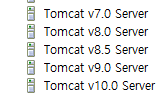 Tomcat v7.0 Server
Tomcat v8.0 Server
Tomcat v8.5 Server
Tomcat v9.0 Server
Tomcat v10.0 Server